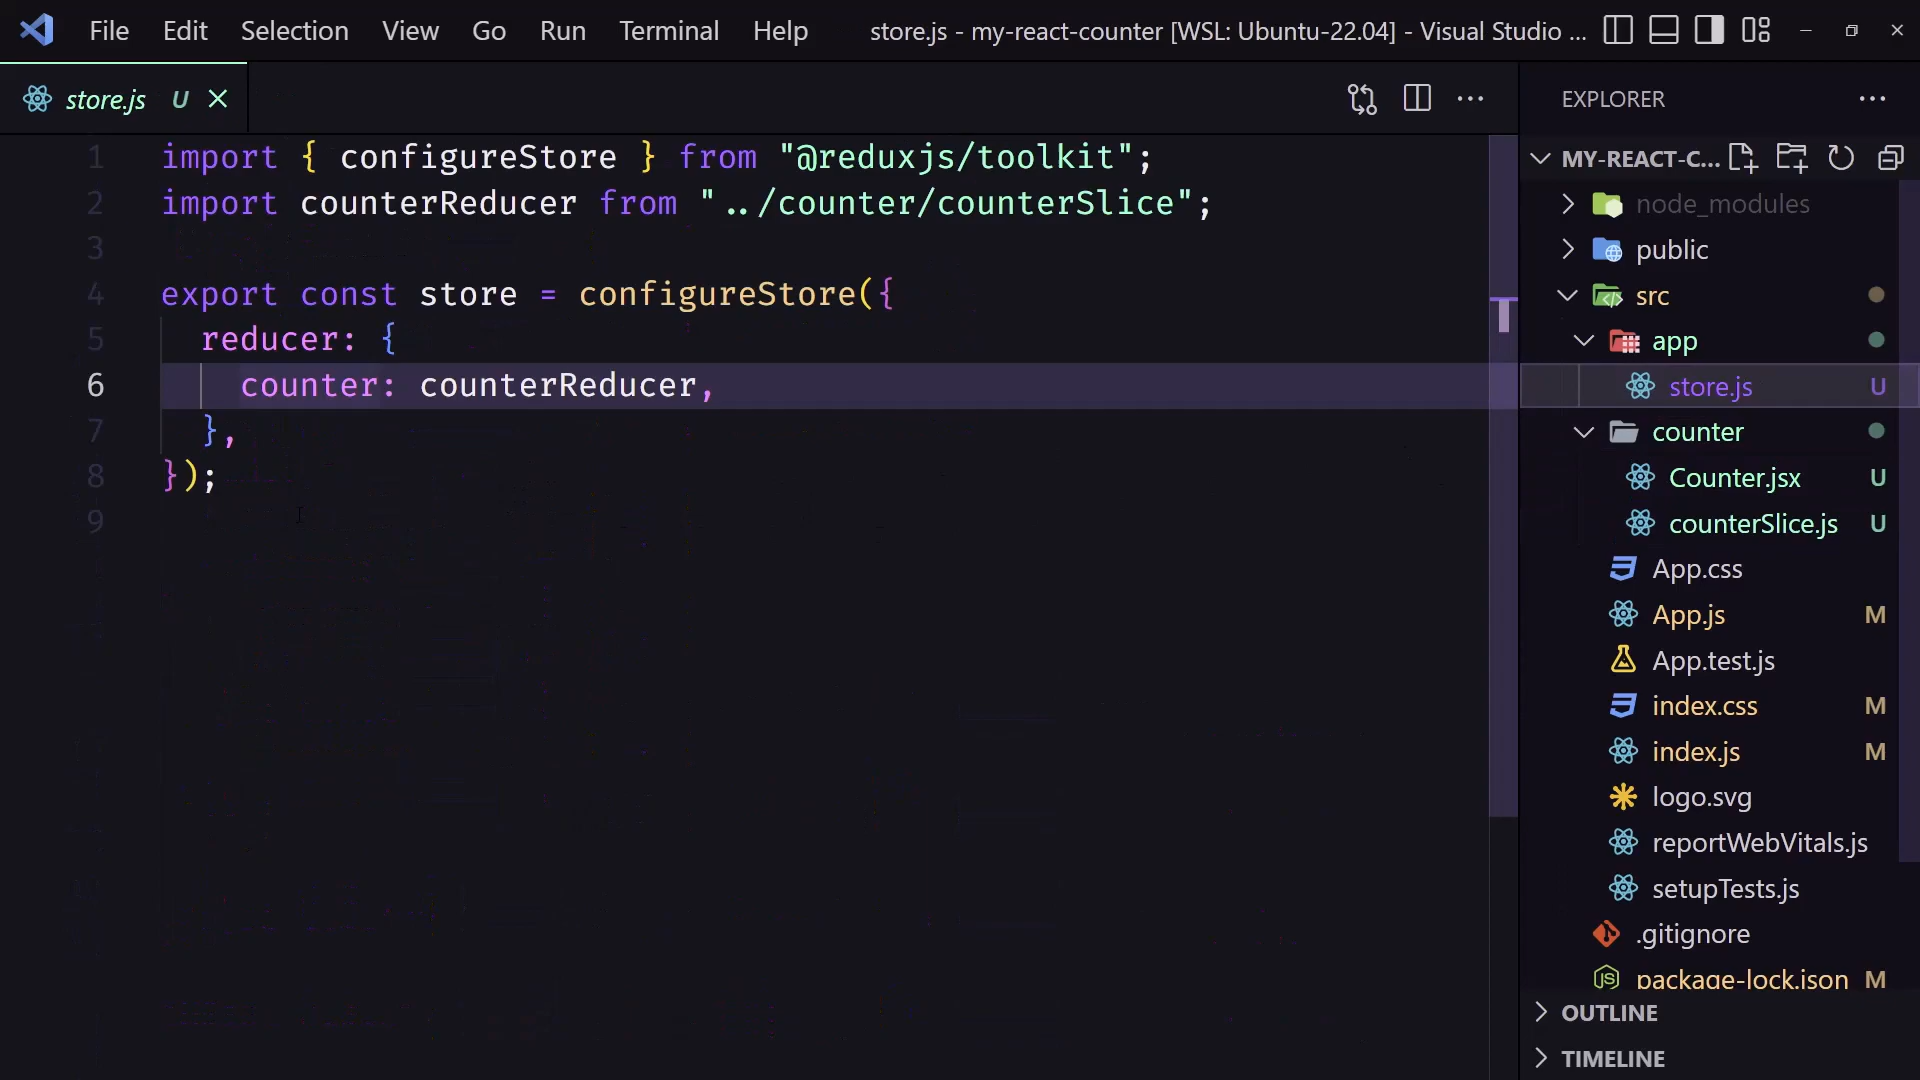 File Edit Selection View Go Run Terminal Help store.js - my-react-counter [WSL: Ubuntu-22.04] - Visual Studio ...
store.js U
1 import { configureStore } from "@reduxjs/toolkit";
2 import counterReducer from "../counter/counterSlice";
3
4 export const store = configureStore({
5 reducer: {
6 counter: counterReducer,
7 },
8 });
9
EXPLORER
MY-REACT-C...
node_modules
public
src
app
store.js U
counter
Counter.jsx U
counterSlice.js U
App.css
App.js M
App.test.js
index.css M
index.js M
logo.svg
reportWebVitals.js
setupTests.js
.gitignore
package-lock.json M
OUTLINE
TIMELINE